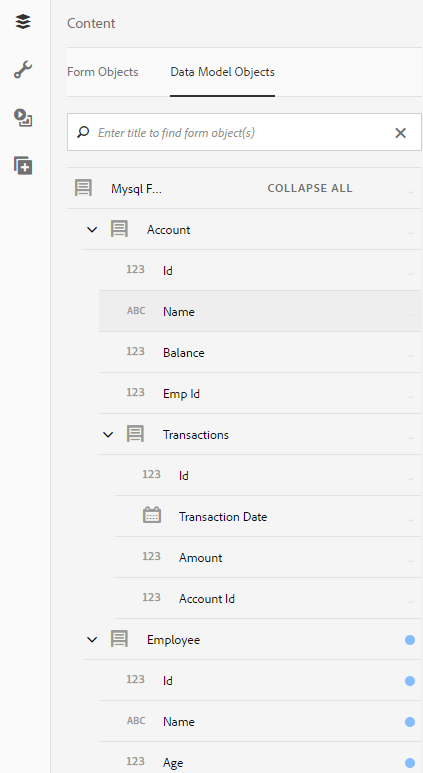 Content
Form Objects Data Model Objects
Enter title to find form object(s)
Mysql F... COLLAPSE ALL
Account
123 Id
ABC Name
123 Balance
123 Emp Id
Transactions
123 Id
Transaction Date
123 Amount
123 Account Id
Employee
123 Id
ABC Name
123 Age